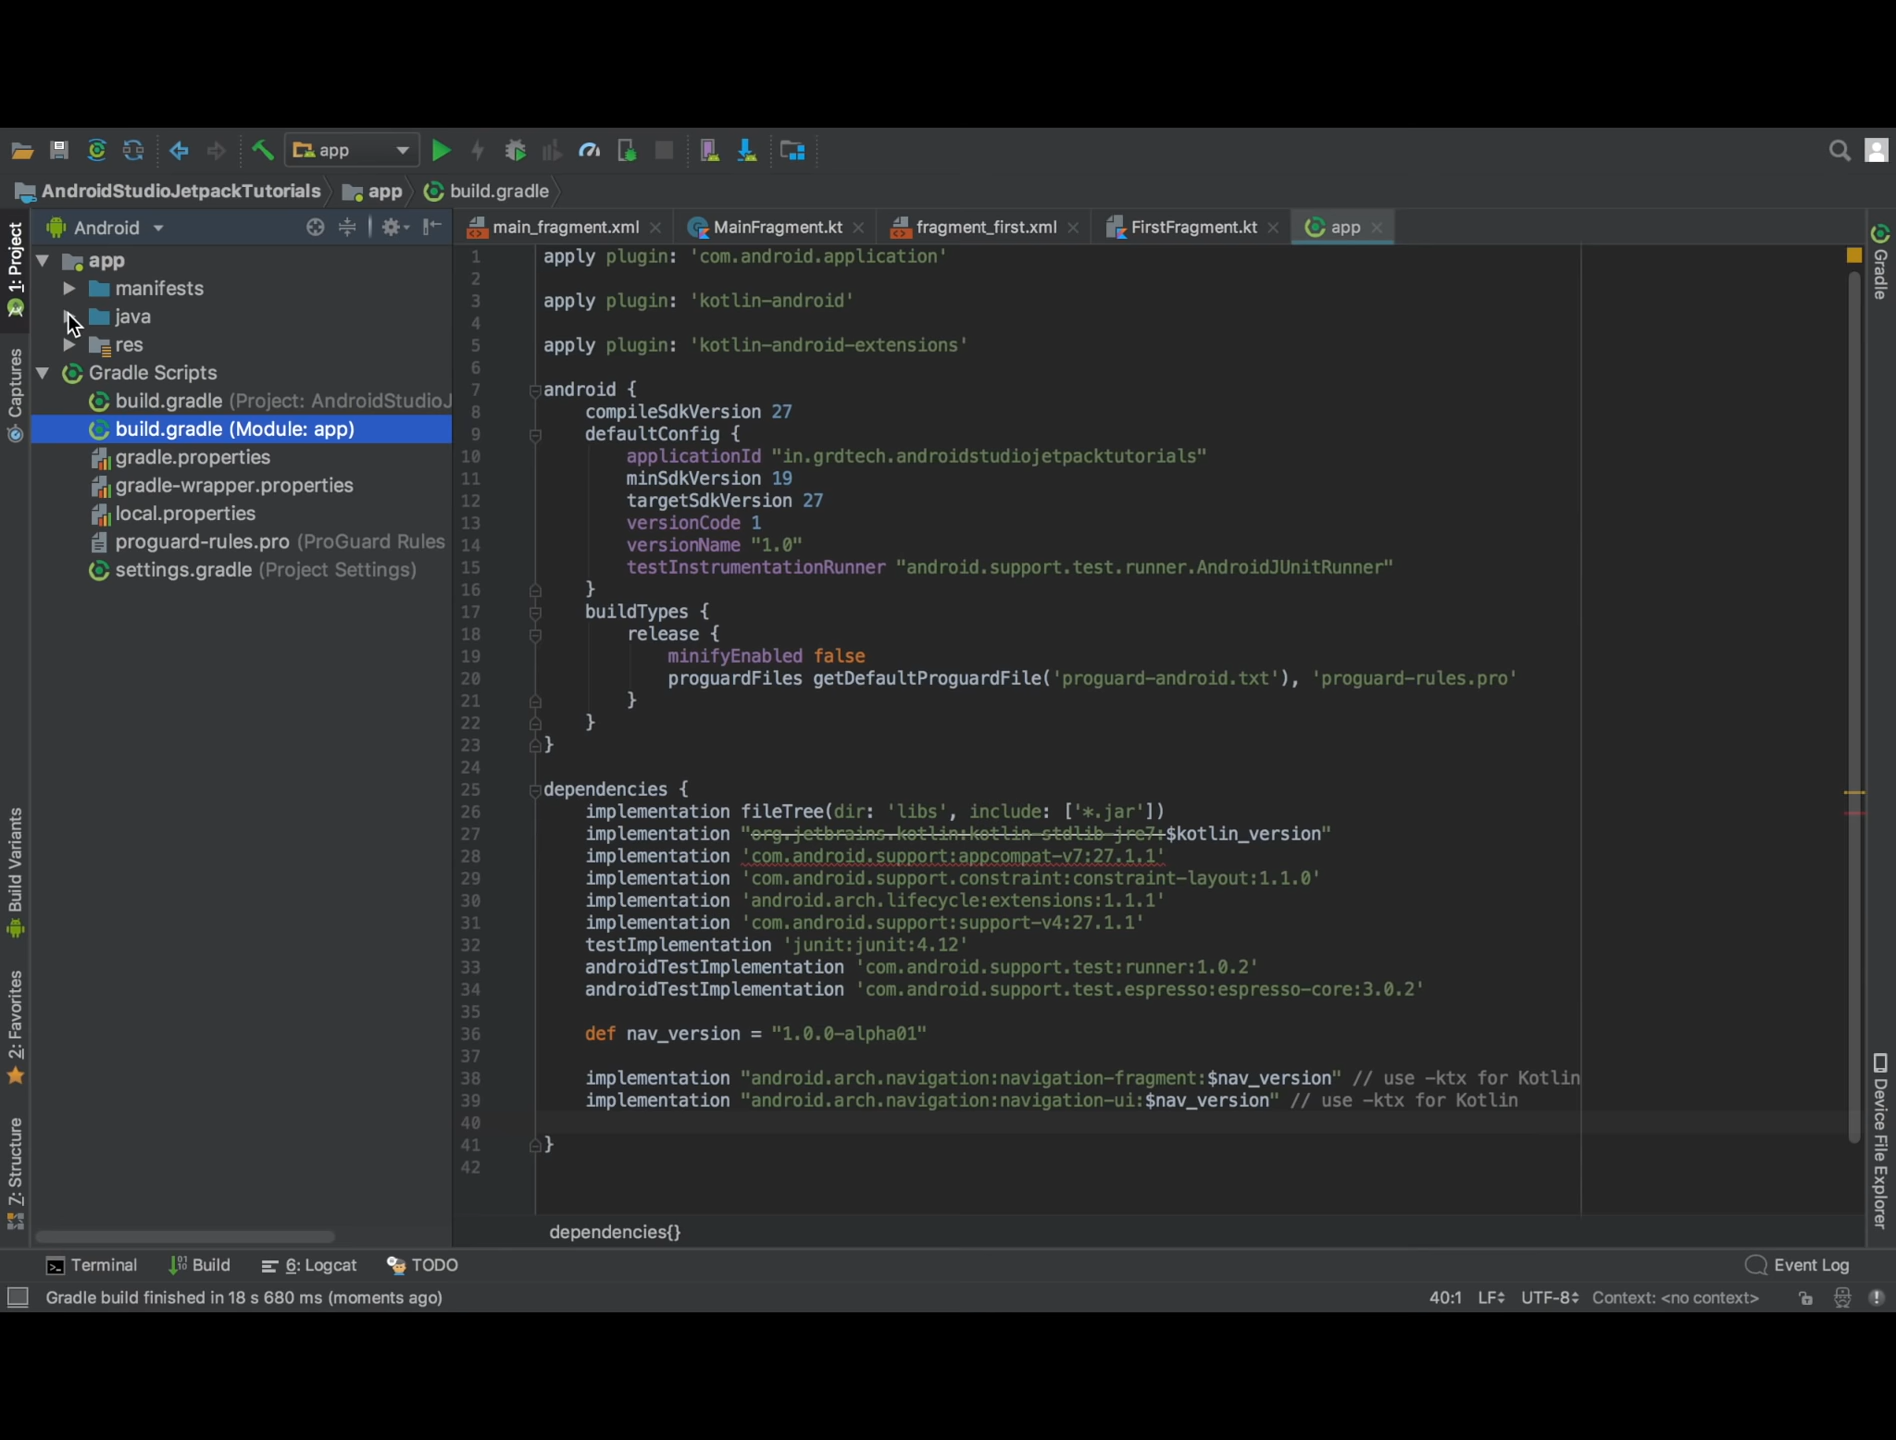 app
AndroidStudioJetpackTutorials
app
build.gradle
1: Project
Captures
Build Variants
2: Favorites
7: Structure
Android
app
manifests
java
res
Gradle Scripts
build.gradle (Project: AndroidStudioJ
build.gradle (Module: app)
gradle.properties
gradle-wrapper.properties
local.properties
proguard-rules.pro (ProGuard Rules
settings.gradle (Project Settings)
main_fragment.xml
MainFragment.kt
fragment_first.xml
FirstFragment.kt
app
1 apply plugin: 'com.android.application'
2
3 apply plugin: 'kotlin-android'
4
5 apply plugin: 'kotlin-android-extensions'
6
7 android {
8 compileSdkVersion 27
9 defaultConfig {
10 applicationId "in.grdtech.androidstudiojetpacktutorials"
11 minSdkVersion 19
12 targetSdkVersion 27
13 versionCode 1
14 versionName "1.0"
15 testInstrumentationRunner "android.support.test.runner.AndroidJUnitRunner"
16 }
17 buildTypes {
18 release {
19 minifyEnabled false
20 proguardFiles getDefaultProguardFile('proguard-android.txt'), 'proguard-rules.pro'
21 }
22 }
23 }
24
25 dependencies {
26 implementation fileTree(dir: 'libs', include: ['*.jar'])
27 implementation "org.jetbrains.kotlin:kotlin-stdlib-jre7:$kotlin_version"
28 implementation 'com.android.support:appcompat-v7:27.1.1'
29 implementation 'com.android.support.constraint:constraint-layout:1.1.0'
30 implementation 'android.arch.lifecycle:extensions:1.1.1'
31 implementation 'com.android.support:support-v4:27.1.1'
32 testImplementation 'junit:junit:4.12'
33 androidTestImplementation 'com.android.support.test:runner:1.0.2'
34 androidTestImplementation 'com.android.support.test.espresso:espresso-core:3.0.2'
35
36 def nav_version = "1.0.0-alpha01"
37
38 implementation "android.arch.navigation:navigation-fragment:$nav_version" // use -ktx for Kotlin
39 implementation "android.arch.navigation:navigation-ui:$nav_version" // use -ktx for Kotlin
40
41 }
42
dependencies{}
Gradle
Device File Explorer
Terminal
Build
6: Logcat
TODO
Event Log
Gradle build finished in 18 s 680 ms (moments ago)
40:1
LF
UTF-8
Context: <no context>